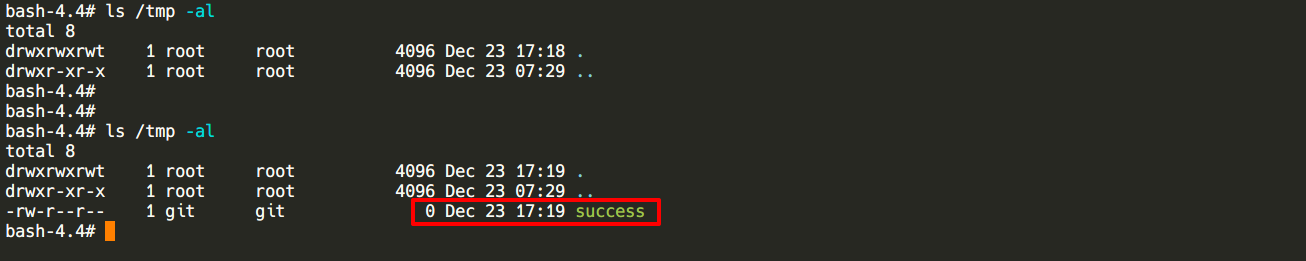 bash-4.4# ls /tmp -al
total 8
drwxrwxrwt    1 root     root          4096 Dec 23 17:18 .
drwxr-xr-x    1 root     root          4096 Dec 23 07:29 ..
bash-4.4#
bash-4.4#
bash-4.4# ls /tmp -al
total 8
drwxrwxrwt    1 root     root          4096 Dec 23 17:19 .
drwxr-xr-x    1 root     root          4096 Dec 23 07:29 ..
-rw-r--r--    1 git      git              0 Dec 23 17:19 success
bash-4.4#